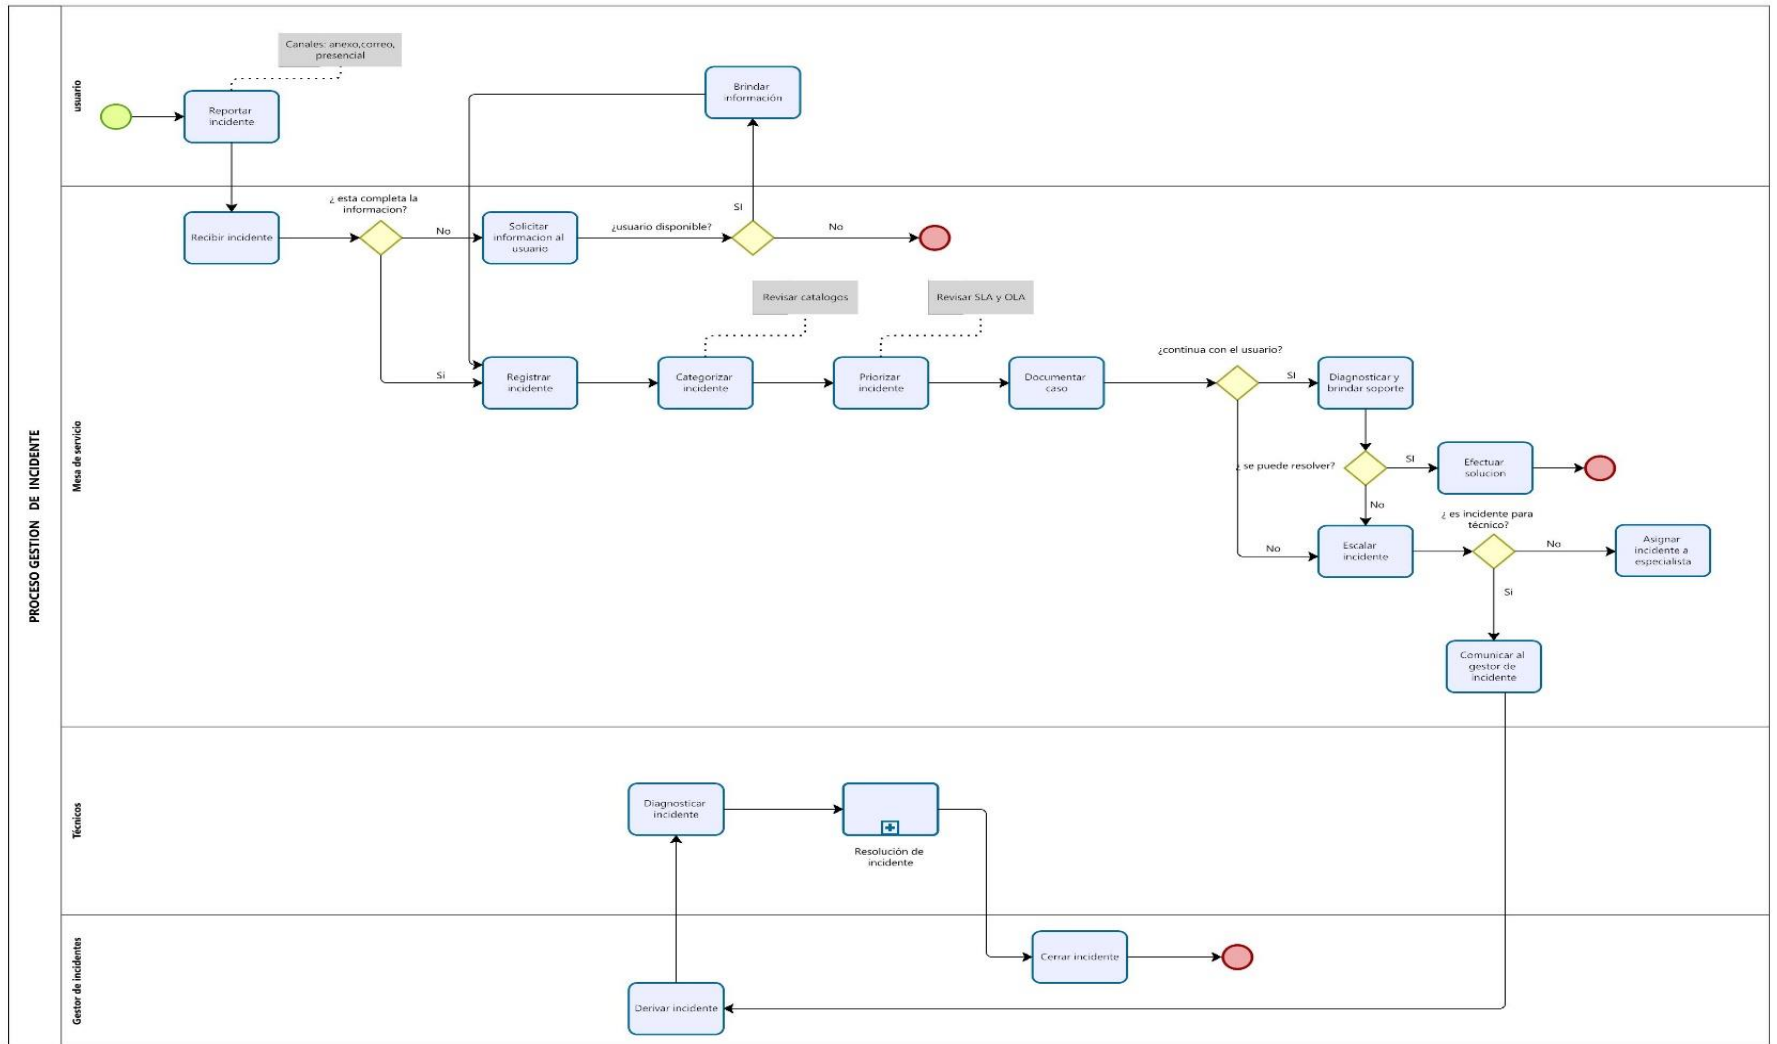 PROCESO GESTION DE INCIDENTE
usuario
Canales: anexo,correo,
presencial
Reportar
incidente
Brindar
información
Mesa de servicio
Recibir incidente
¿ esta completa la
informacion?
No
Solicitar
informacion al
usuario
¿usuario disponible?
SI
No
Revisar catalogos
Revisar SLA y OLA
Si
Registrar
incidente
Categorizar
incidente
Priorizar
incidente
Documentar
caso
¿continua con el usuario?
SI
Diagnosticar y
brindar soporte
¿ se puede resolver?
SI
Efectuar
solucion
No
No
Escalar
incidente
¿ es incidente para
técnico?
No
Asignar
incidente a
especialista
Si
Comunicar al
gestor de
incidente
Técnicos
Diagnosticar
incidente
Resolución de
incidente
Gestor de incidentes
Cerrar incidente
Derivar incidente